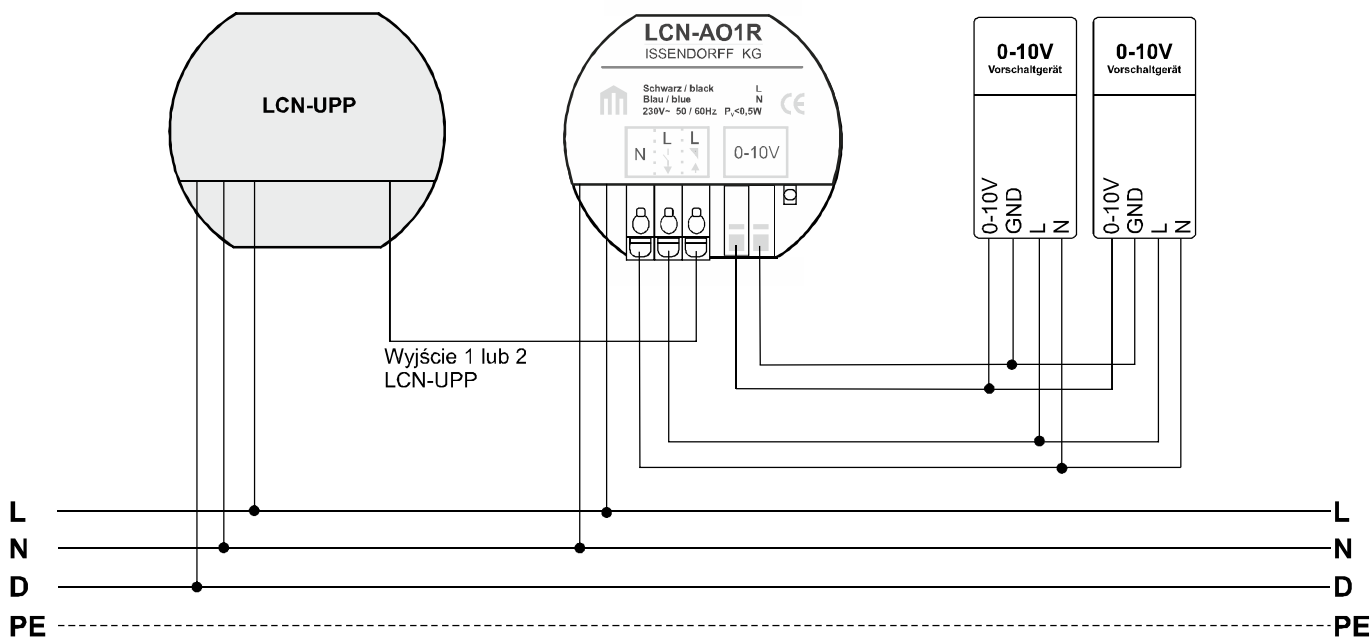 LCN-UPP
LCN-AO1R
ISSENDORFF KG
Schwarz / black L
Blau / blue N
230V~ 50 / 60Hz Pv<0,5W
CE
N L L
0-10V
0-10V
Vorschaltgerät
0-10V
GND
L
N
0-10V
Vorschaltgerät
0-10V
GND
L
N
Wyjście 1 lub 2
LCN-UPP
L L
N N
D D
PE PE